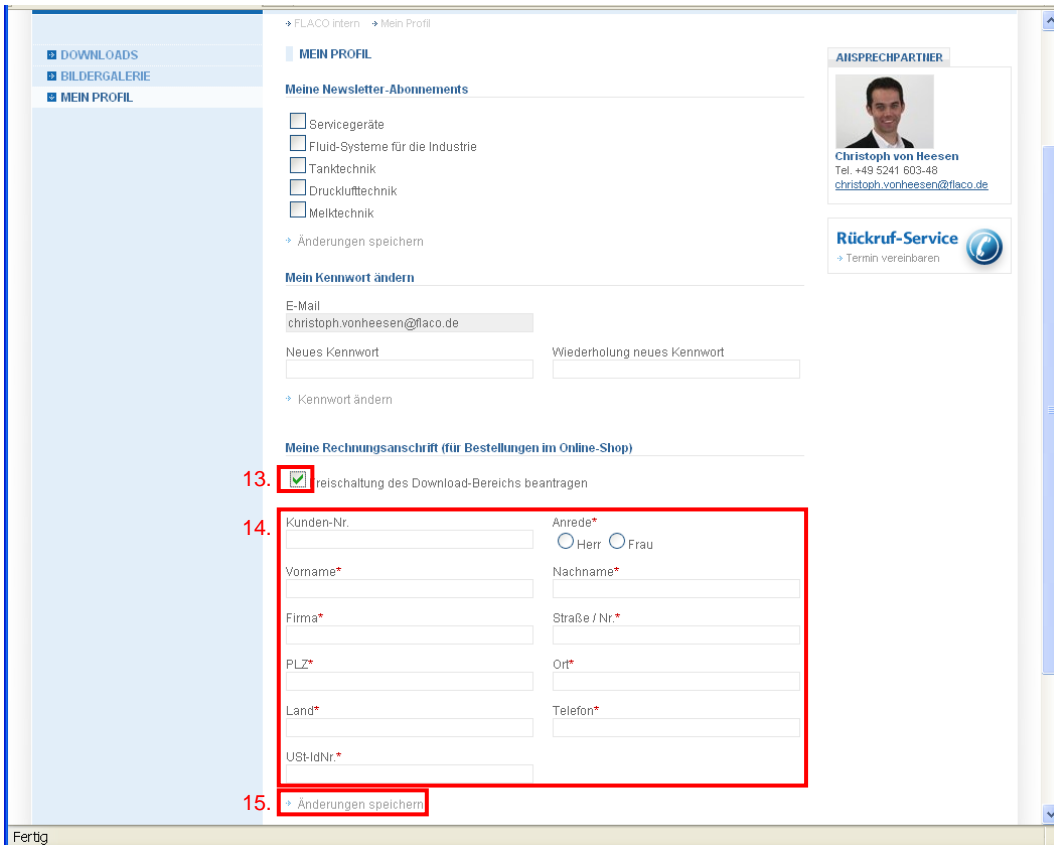 FLACO intern Mein Profil
DOWNLOADS
BILDERGALERIE
MEIN PROFIL
MEIN PROFIL
Meine Newsletter-Abonnements
Servicegeräte
Fluid-Systeme für die Industrie
Tanktechnik
Drucklufttechnik
Melktechnik
Änderungen speichern
Mein Kennwort ändern
E-Mail
christoph.vonheesen@flaco.de
Neues Kennwort Wiederholung neues Kennwort
Kennwort ändern
Meine Rechnungsanschrift (für Bestellungen im Online-Shop)
13. Freischaltung des Download-Bereichs beantragen
14. Kunden-Nr. Anrede*
Herr Frau
Vorname* Nachname*
Firma* Straße / Nr.*
PLZ* Ort*
Land* Telefon*
USt-IdNr.*
15. Änderungen speichern
ANSPRECHPARTNER
Christoph von Heesen
Tel. +49 5241 603-48
christoph.vonheesen@flaco.de
Rückruf-Service
Termin vereinbaren
Fertig